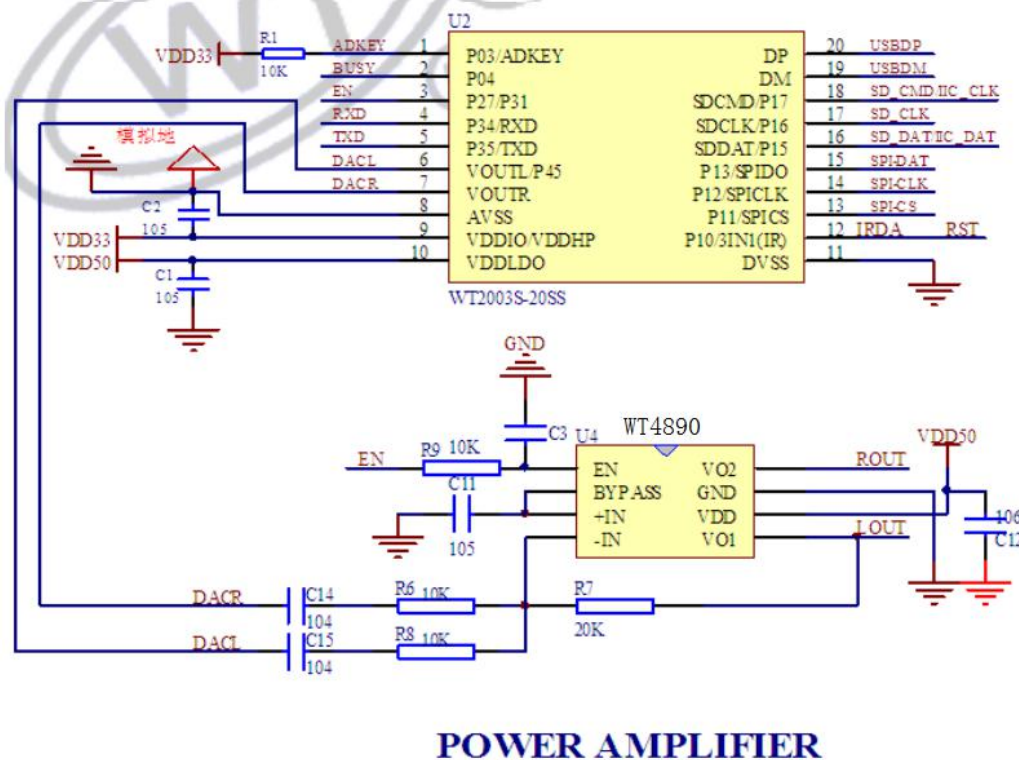 U2
R1
VDD33
10K
ADKEY 1 P03/ADKEY DP 20 USBDP
BUSY 2 P04 DM 19 USBDM
EN 3 P27/P31 SDCMD/P17 18 SD_CMD IIC_CLK
RXD 4 P34/RXD SDCLK/P16 17 SD_CLK
TXD 5 P35/TXD SDDAT/P15 16 SD_DAT IIC_DAT
DACL 6 VOUTL/P45 P13/SPIDO 15 SPI-DAT
DACR 7 VOUTR P12/SPICLK 14 SPI-CLK
8 AVSS P11/SPICS 13 SPI-CS
9 VDDIO/VDDHP P10/3IN1(IR) 12 IRDA RST
10 VDDLDO DVSS 11
模拟地
C2
105
VDD33
VDD50
C1
105
WT2003S-20SS
GND
C3
U4 WT4890
VDD50
EN R9 10K EN VO2 ROUT
C11 BYPASS GND
+IN VDD 106
105 -IN VO1 LOUT C12
DACR C14 R6 10K R7
104 20K
DACL C15 R8 10K
104
POWER AMPLIFIER